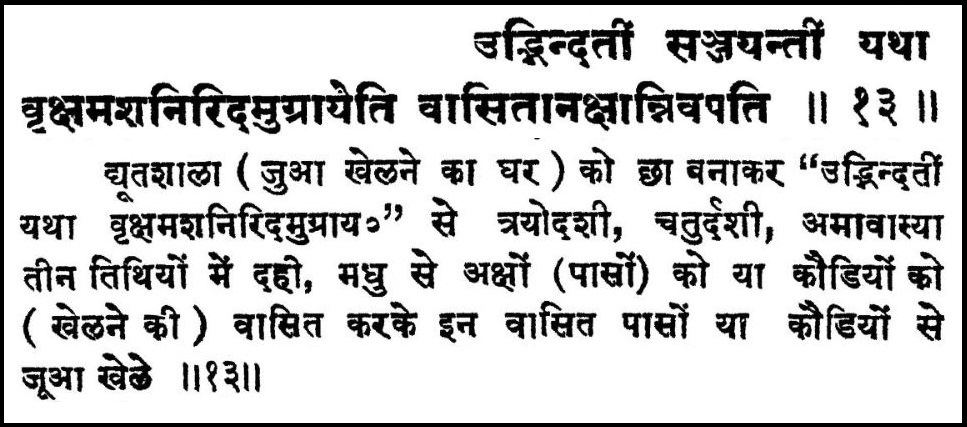 उद्भिन्दतीं सञ्जयन्तीं यथा
वृक्षमशनिरिदमुग्रायेति वासितानक्षान्निवपति ॥ १३ ॥
द्यूतशाला ( जुआ खेलने का घर ) को छा बनाकर “उद्भिन्दतीं
यथा वृक्षमशनिरिदमुग्राय०” से त्रयोदशी, चतुर्दशी, अमावास्या
तीन तिथियों में दही, मधु से अक्षों (पासों) को या कौडियों को
( खेलने की ) वासित करके इन वासित पासों या कौडियों से
जूआ खेले ॥१३॥